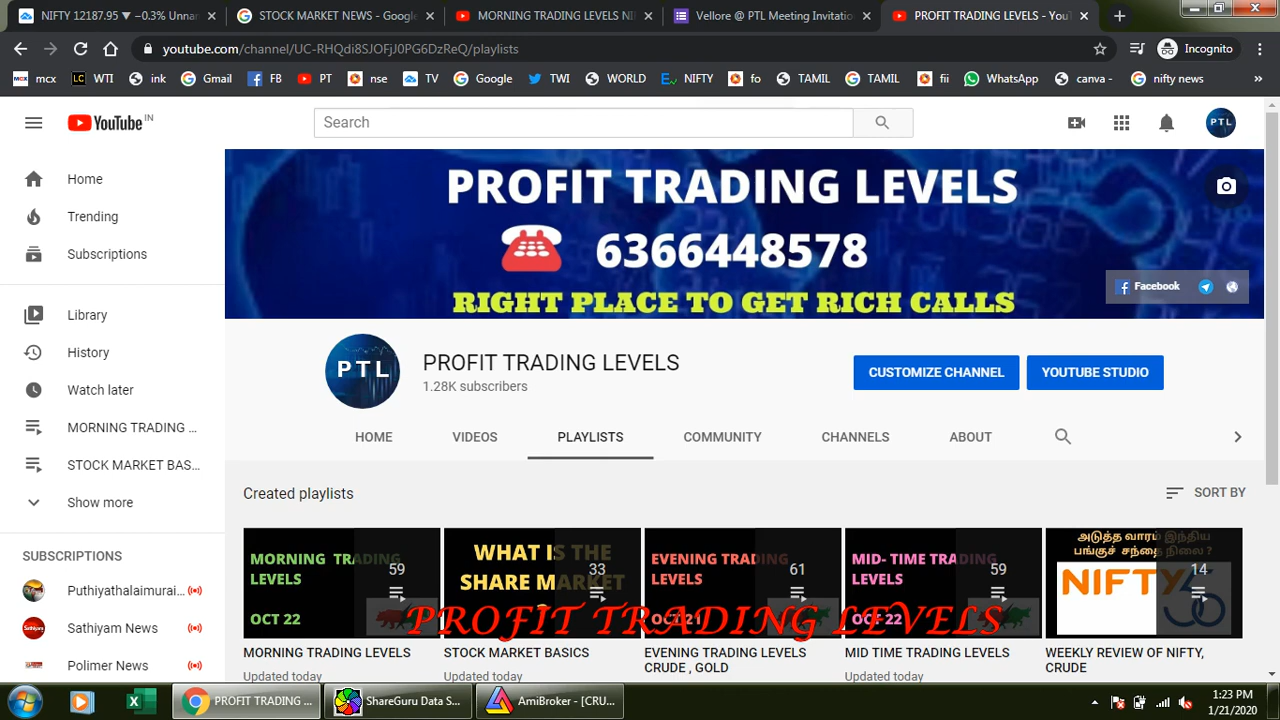 NIFTY 12187.95 ▼ −0.3% Unnam
STOCK MARKET NEWS - Google
MORNING TRADING LEVELS NI
Vellore @ PTL Meeting Invitation
PROFIT TRADING LEVELS - YouT
youtube.com/channel/UC-RHQdi8SJOFJJ0PG6DzReQ/playlists
Incognito
mcx
WTI
ink
Gmail
FB
PT
nse
TV
Google
TWI
WORLD
NIFTY
fo
TAMIL
TAMIL
fii
WhatsApp
canva -
nifty news
YouTube IN
Search
PTL
Home
Trending
Subscriptions
Library
History
Watch later
MORNING TRADING ...
STOCK MARKET BAS...
Show more
SUBSCRIPTIONS
Puthiyathalaimurai...
Sathiyam News
Polimer News
PROFIT TRADING LEVELS
6366448578
RIGHT PLACE TO GET RICH CALLS
Facebook
PTL
PROFIT TRADING LEVELS
1.28K subscribers
CUSTOMIZE CHANNEL
YOUTUBE STUDIO
HOME
VIDEOS
PLAYLISTS
COMMUNITY
CHANNELS
ABOUT
Created playlists
SORT BY
MORNING TRADING
LEVELS
OCT 22
59
WHAT IS THE
SHARE MARKET
?
33
EVENING TRADING
LEVELS
OCT 21
61
MID- TIME TRADING
LEVELS
OCT 22
59
அடுத்த வாரம் இந்திய
பங்குச் சந்தை நிலை ?
NIFTY 50
14
PROFIT TRADING LEVELS
MORNING TRADING LEVELS
Updated today
STOCK MARKET BASICS
Updated today
EVENING TRADING LEVELS
CRUDE , GOLD
MID TIME TRADING LEVELS
Updated today
WEEKLY REVIEW OF NIFTY,
CRUDE
PROFIT TRADING ...
ShareGuru Data S...
AmiBroker - [CRU...
1:23 PM
1/21/2020